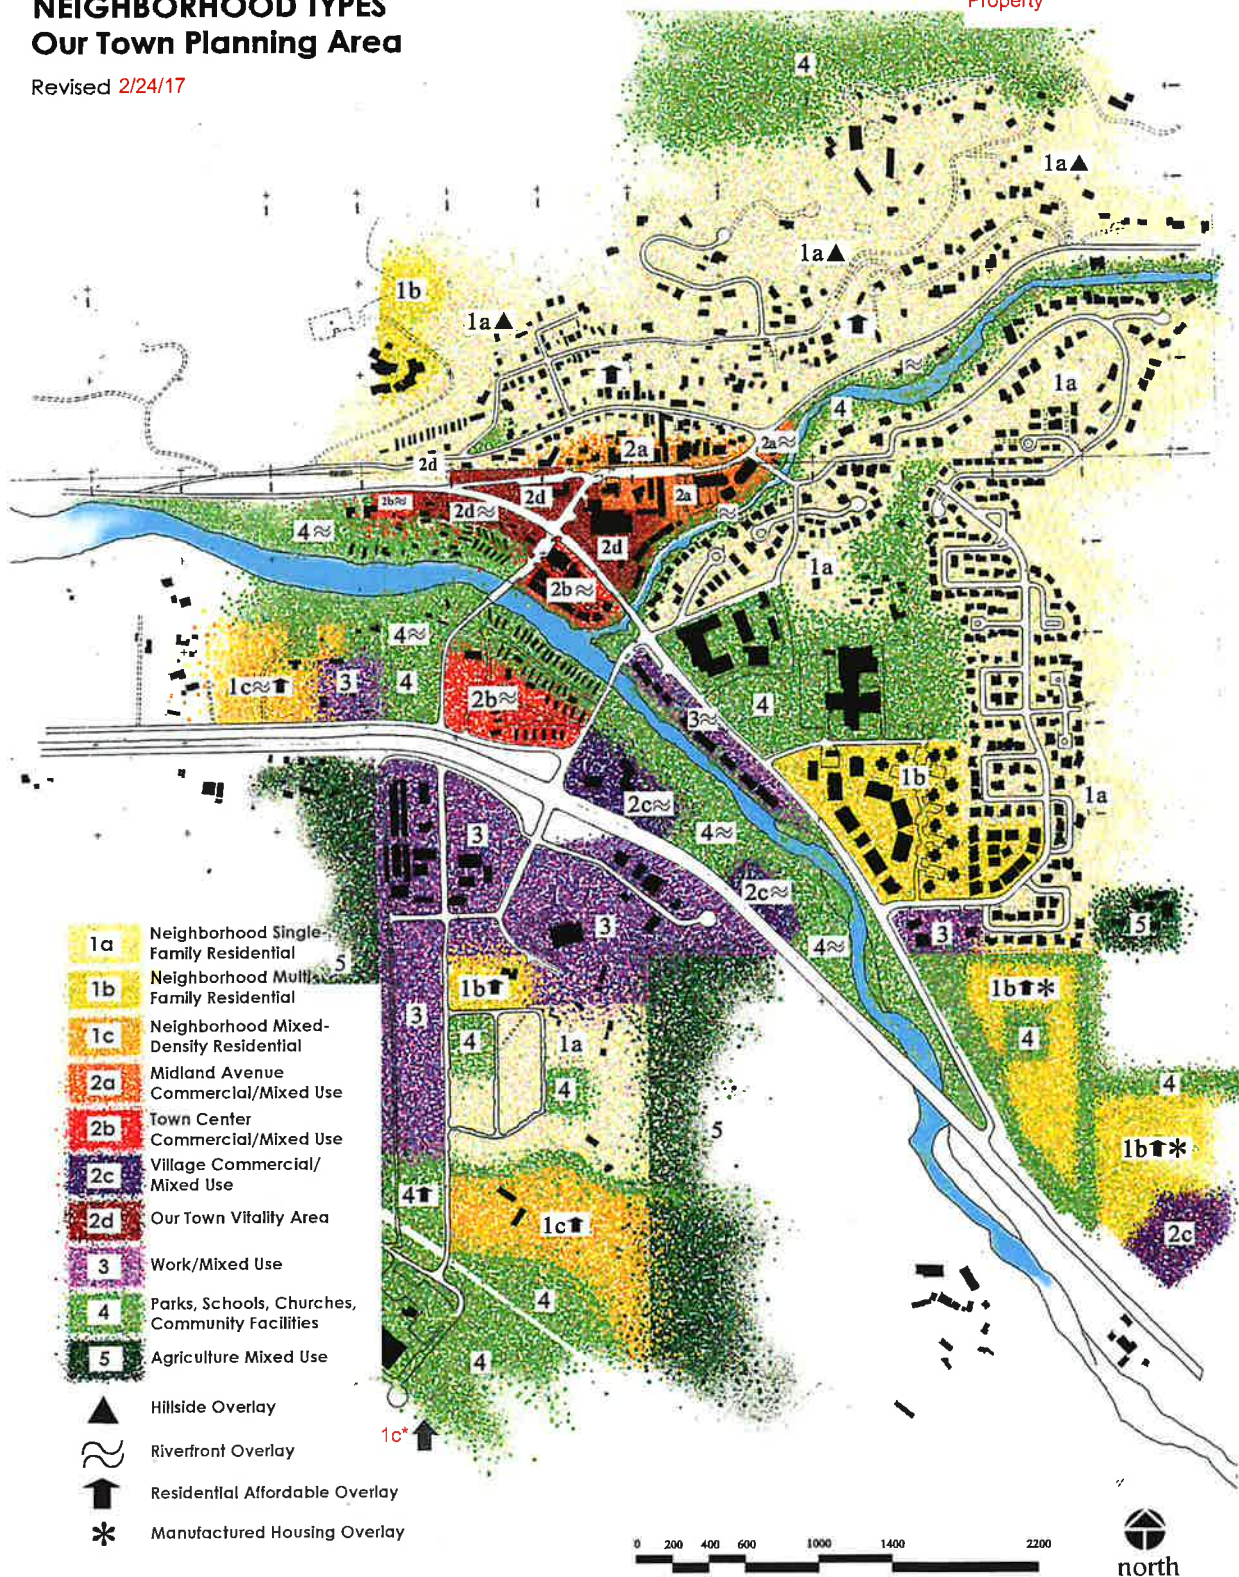 NEIGHBORHOOD TYPES
Our Town Planning Area
Revised 2/24/17
Property
4
1a▲
1a▲
1b
1a▲
≈
1a
4
2a
2a≈
2d
2d
2a
2b≈
2d≈
≈
4≈
2d
1a
2b≈
4≈
1c≈⬆
3
4
2b≈
4
3≈
1b
1a
2c≈
3
4≈
2c≈
3
5
3
4≈
5
1b⬆
1b⬆*
3
4
1a
4
4
4
5
1b⬆*
4⬆
1c⬆
2c
4
4
1c*
1a Neighborhood Single-
Family Residential
1b Neighborhood Multi-
Family Residential
1c Neighborhood Mixed-
Density Residential
2a Midland Avenue
Commercial/Mixed Use
2b Town Center
Commercial/Mixed Use
2c Village Commercial/
Mixed Use
2d Our Town Vitality Area
3 Work/Mixed Use
4 Parks, Schools, Churches,
Community Facilities
5 Agriculture Mixed Use
▲ Hillside Overlay
≈ Riverfront Overlay
⬆ Residential Affordable Overlay
* Manufactured Housing Overlay
0 200 400 600 1000 1400 2200
north